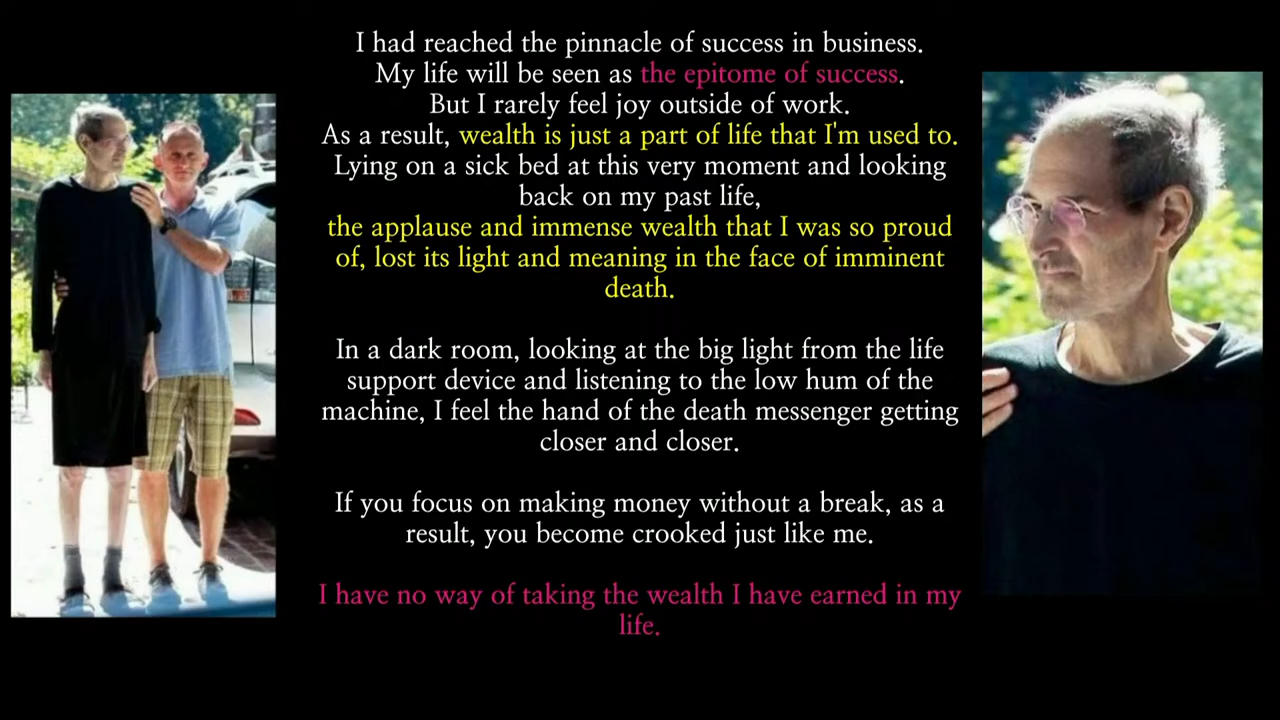 I had reached the pinnacle of success in business.
My life will be seen as the epitome of success.
But I rarely feel joy outside of work.
As a result, wealth is just a part of life that I'm used to.
Lying on a sick bed at this very moment and looking
back on my past life,
the applause and immense wealth that I was so proud
of, lost its light and meaning in the face of imminent
death.
In a dark room, looking at the big light from the life
support device and listening to the low hum of the
machine, I feel the hand of the death messenger getting
closer and closer.
If you focus on making money without a break, as a
result, you become crooked just like me.
I have no way of taking the wealth I have earned in my
life.